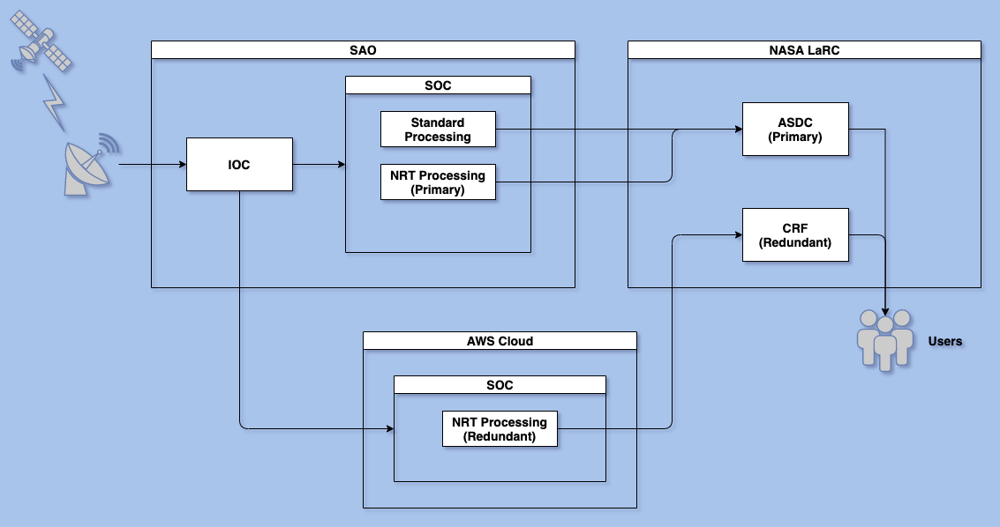 SAO
NASA LaRC
SOC
Standard
Processing
ASDC
(Primary)
IOC
NRT Processing
(Primary)
CRF
(Redundant)
Users
AWS Cloud
SOC
NRT Processing
(Redundant)